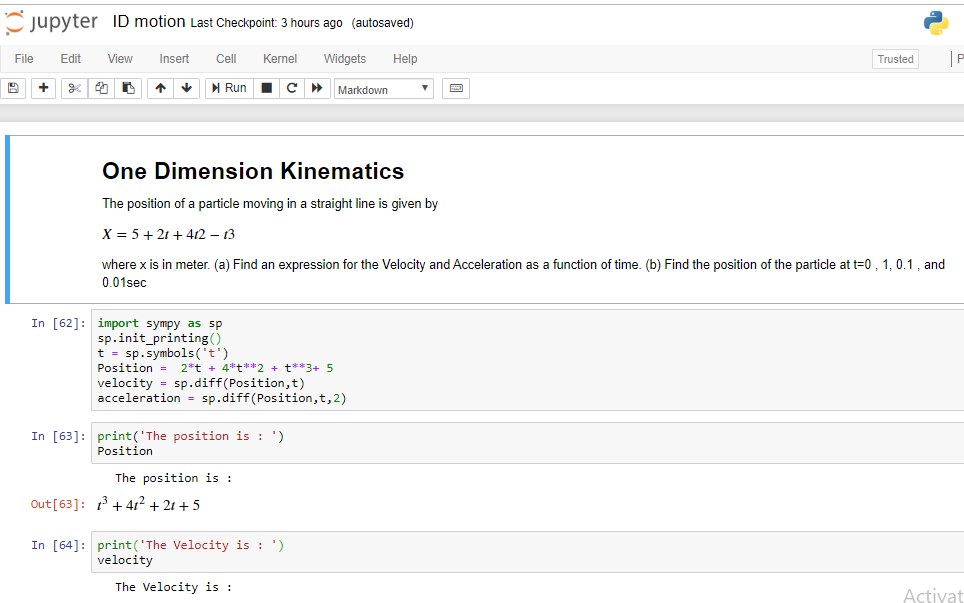 jupyter ID motion Last Checkpoint: 3 hours ago (autosaved)
File Edit View Insert Cell Kernel Widgets Help Trusted P
Run Markdown
One Dimension Kinematics
The position of a particle moving in a straight line is given by
X = 5 + 2t + 4t2 − t3
where x is in meter. (a) Find an expression for the Velocity and Acceleration as a function of time. (b) Find the position of the particle at t=0 , 1, 0.1 , and
0.01sec
In [62]: import sympy as sp
sp.init_printing()
t = sp.symbols('t')
Position =  2*t + 4*t**2 + t**3+ 5
velocity = sp.diff(Position,t)
acceleration = sp.diff(Position,t,2)
In [63]: print('The position is : ')
Position
The position is :
Out[63]: t³ + 4t² + 2t + 5
In [64]: print('The Velocity is : ')
velocity
The Velocity is :
Activat